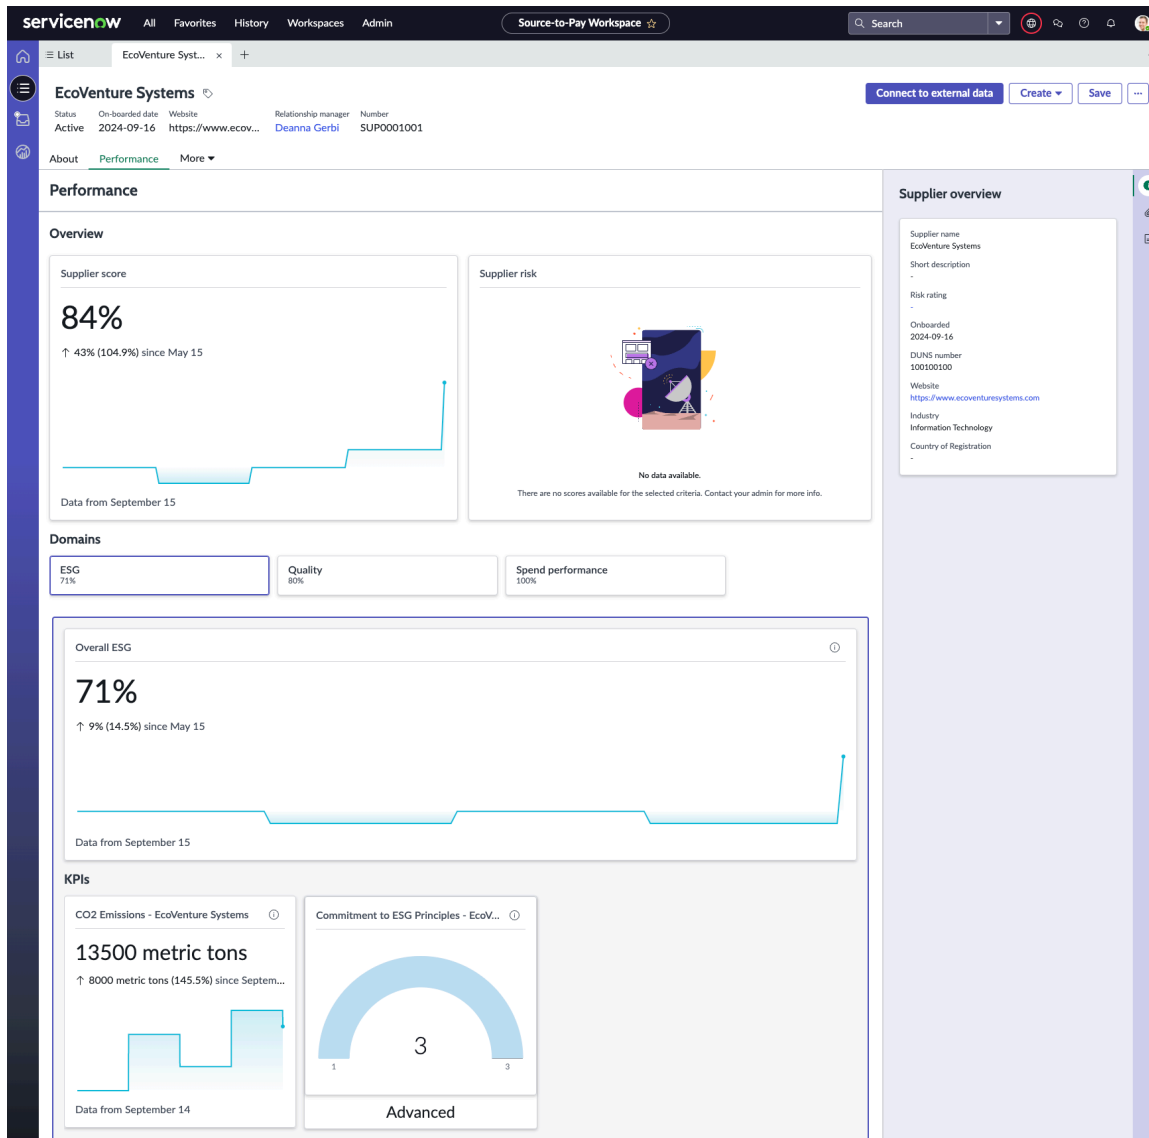 servicenow All Favorites History Workspaces Admin Source-to-Pay Workspace Search
List EcoVenture Syst... × +
EcoVenture Systems
Connect to external data Create Save ...
Status On-boarded date Website Relationship manager Number
Active 2024-09-16 https://www.ecov... Deanna Gerbi SUP0001001
About Performance More
Performance
Overview
Supplier score
84%
↑ 43% (104.9%) since May 15
Data from September 15
Supplier risk
No data available.
There are no scores available for the selected criteria. Contact your admin for more info.
Domains
ESG
71%
Quality
80%
Spend performance
100%
Overall ESG
71%
↑ 9% (14.5%) since May 15
Data from September 15
KPIs
CO2 Emissions - EcoVenture Systems
13500 metric tons
↑ 8000 metric tons (145.5%) since Septem...
Data from September 14
Commitment to ESG Principles - EcoV...
3
1 3
Advanced
Supplier overview
Supplier name
EcoVenture Systems
Short description
-
Risk rating
-
Onboarded
2024-09-16
DUNS number
100100100
Website
https://www.ecoventuresystems.com
Industry
Information Technology
Country of Registration
-